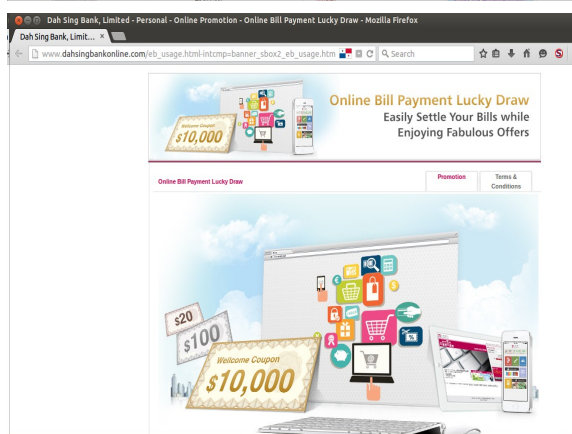 Dah Sing Bank, Limited - Personal - Online Promotion - Online Bill Payment Lucky Draw - Mozilla Firefox
Dah Sing Bank, Limit... ×
www.dahsingbankonline.com/eb_usage.html-intcmp=banner_sbox2_eb_usage.htm
Search
Online Bill Payment Lucky Draw
Easily Settle Your Bills while
Enjoying Fabulous Offers
Wellcome Coupon
$10,000
Online Bill Payment Lucky Draw
Promotion
Terms &
Conditions
$20
$100
Wellcome Coupon
$10,000